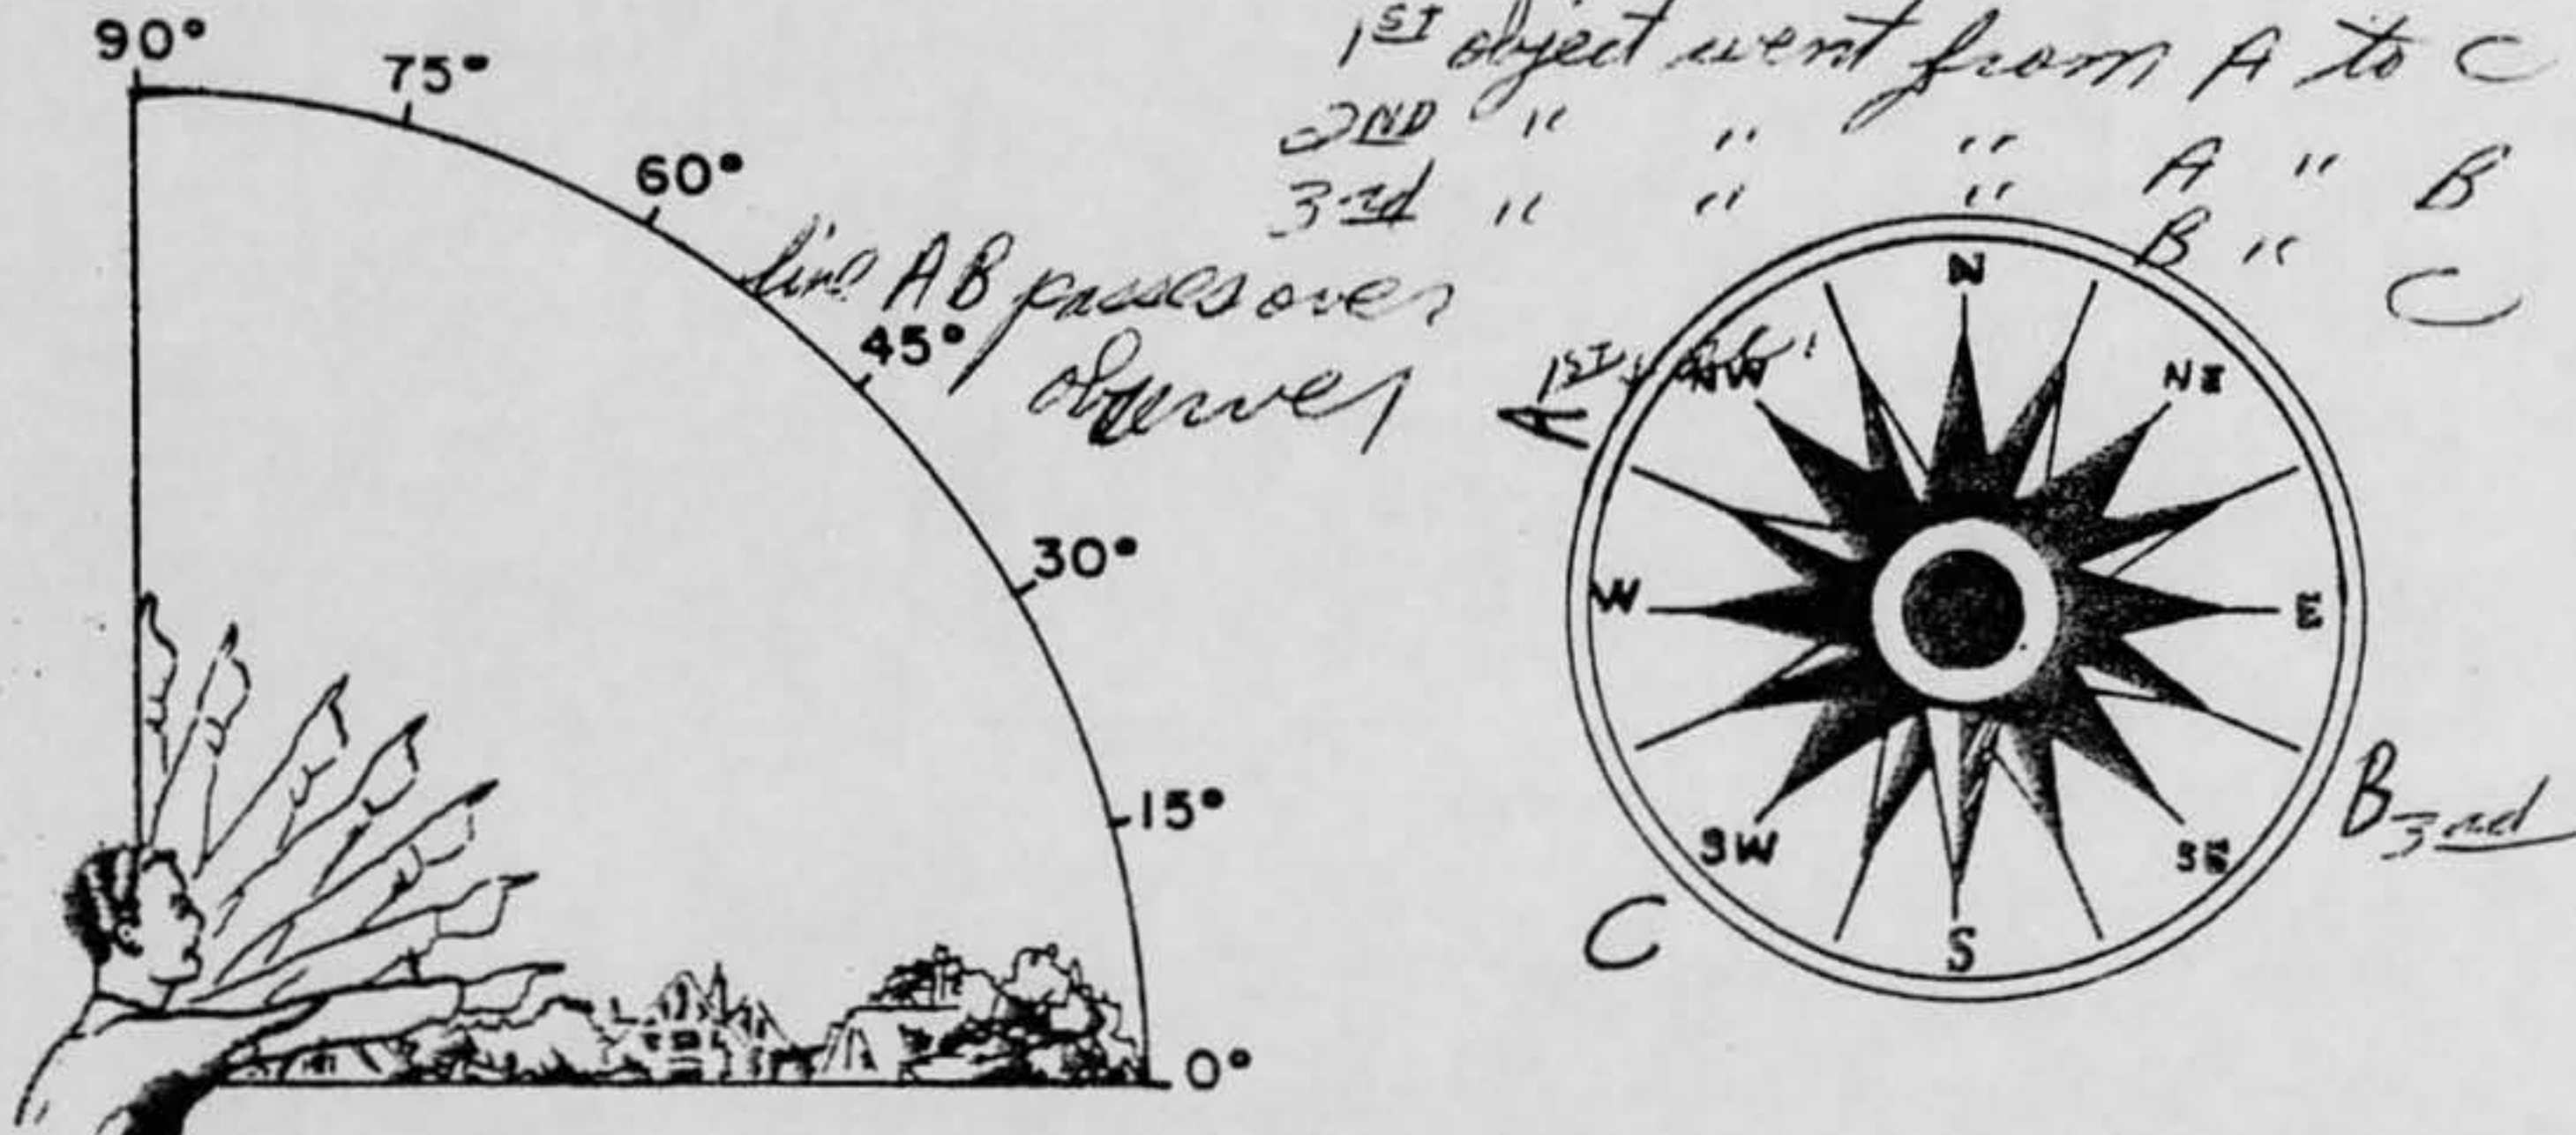 1ST object went from A to C
2ND " " " A " B
3rd " " " B " C
90°
75°
60°
line AB passes over
observer
45°
30°
15°
0°
A 1ST
N
NW
NE
W
E
SW
SE
S
B 3rd
C